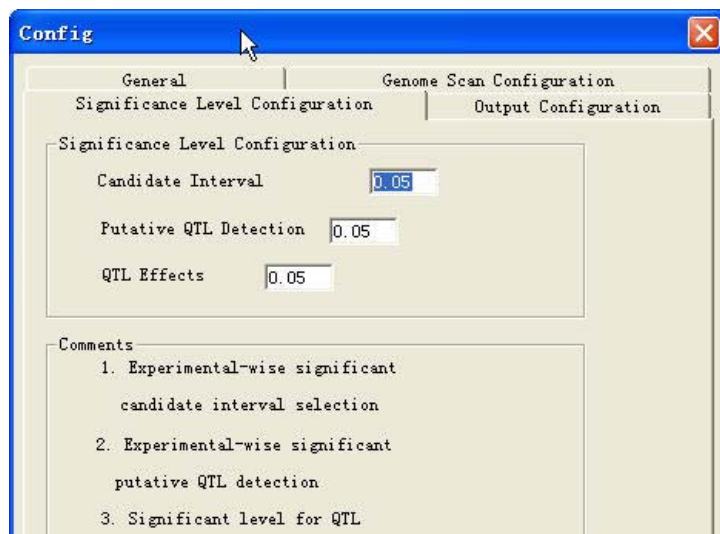 Config
General
Genome Scan Configuration
Significance Level Configuration
Output Configuration
Significance Level Configuration
Candidate Interval 0.05
Putative QTL Detection 0.05
QTL Effects 0.05
Comments
1. Experimental-wise significant
candidate interval selection
2. Experimental-wise significant
putative QTL detection
3. Significant level for QTL